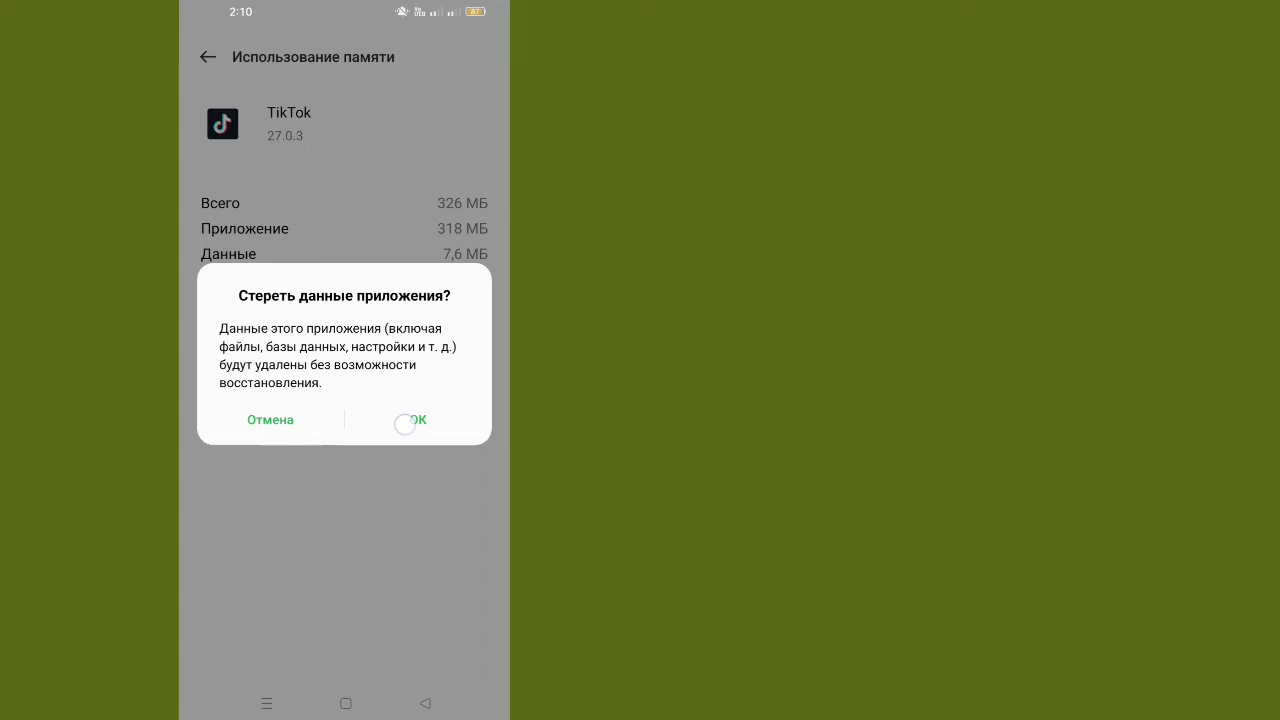 2:10
87
Использование памяти
TikTok
27.0.3
Всего 326 МБ
Приложение 318 МБ
Данные 7,6 МБ
Стереть данные приложения?
Данные этого приложения (включая
файлы, базы данных, настройки и т. д.)
будут удалены без возможности
восстановления.
Отмена OK